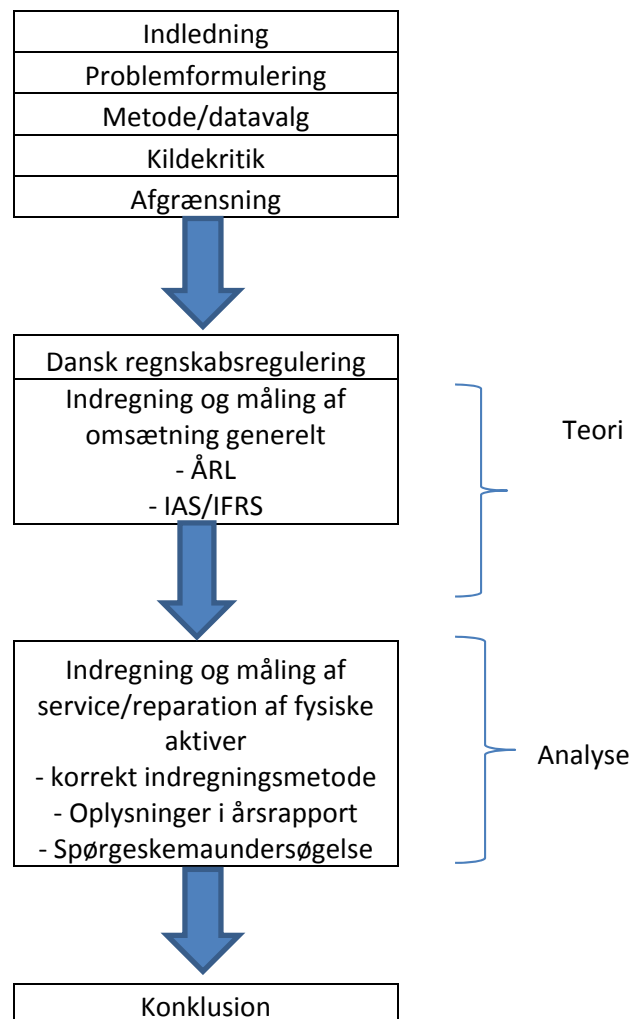 Indledning
Problemformulering
Metode/datavalg
Kildekritik
Afgrænsning
Dansk regnskabsregulering
Indregning og måling af
omsætning generelt
- ÅRL
- IAS/IFRS
Teori
Indregning og måling af
service/reparation af fysiske
aktiver
- korrekt indregningsmetode
- Oplysninger i årsrapport
- Spørgeskemaundersøgelse
Analyse
Konklusion